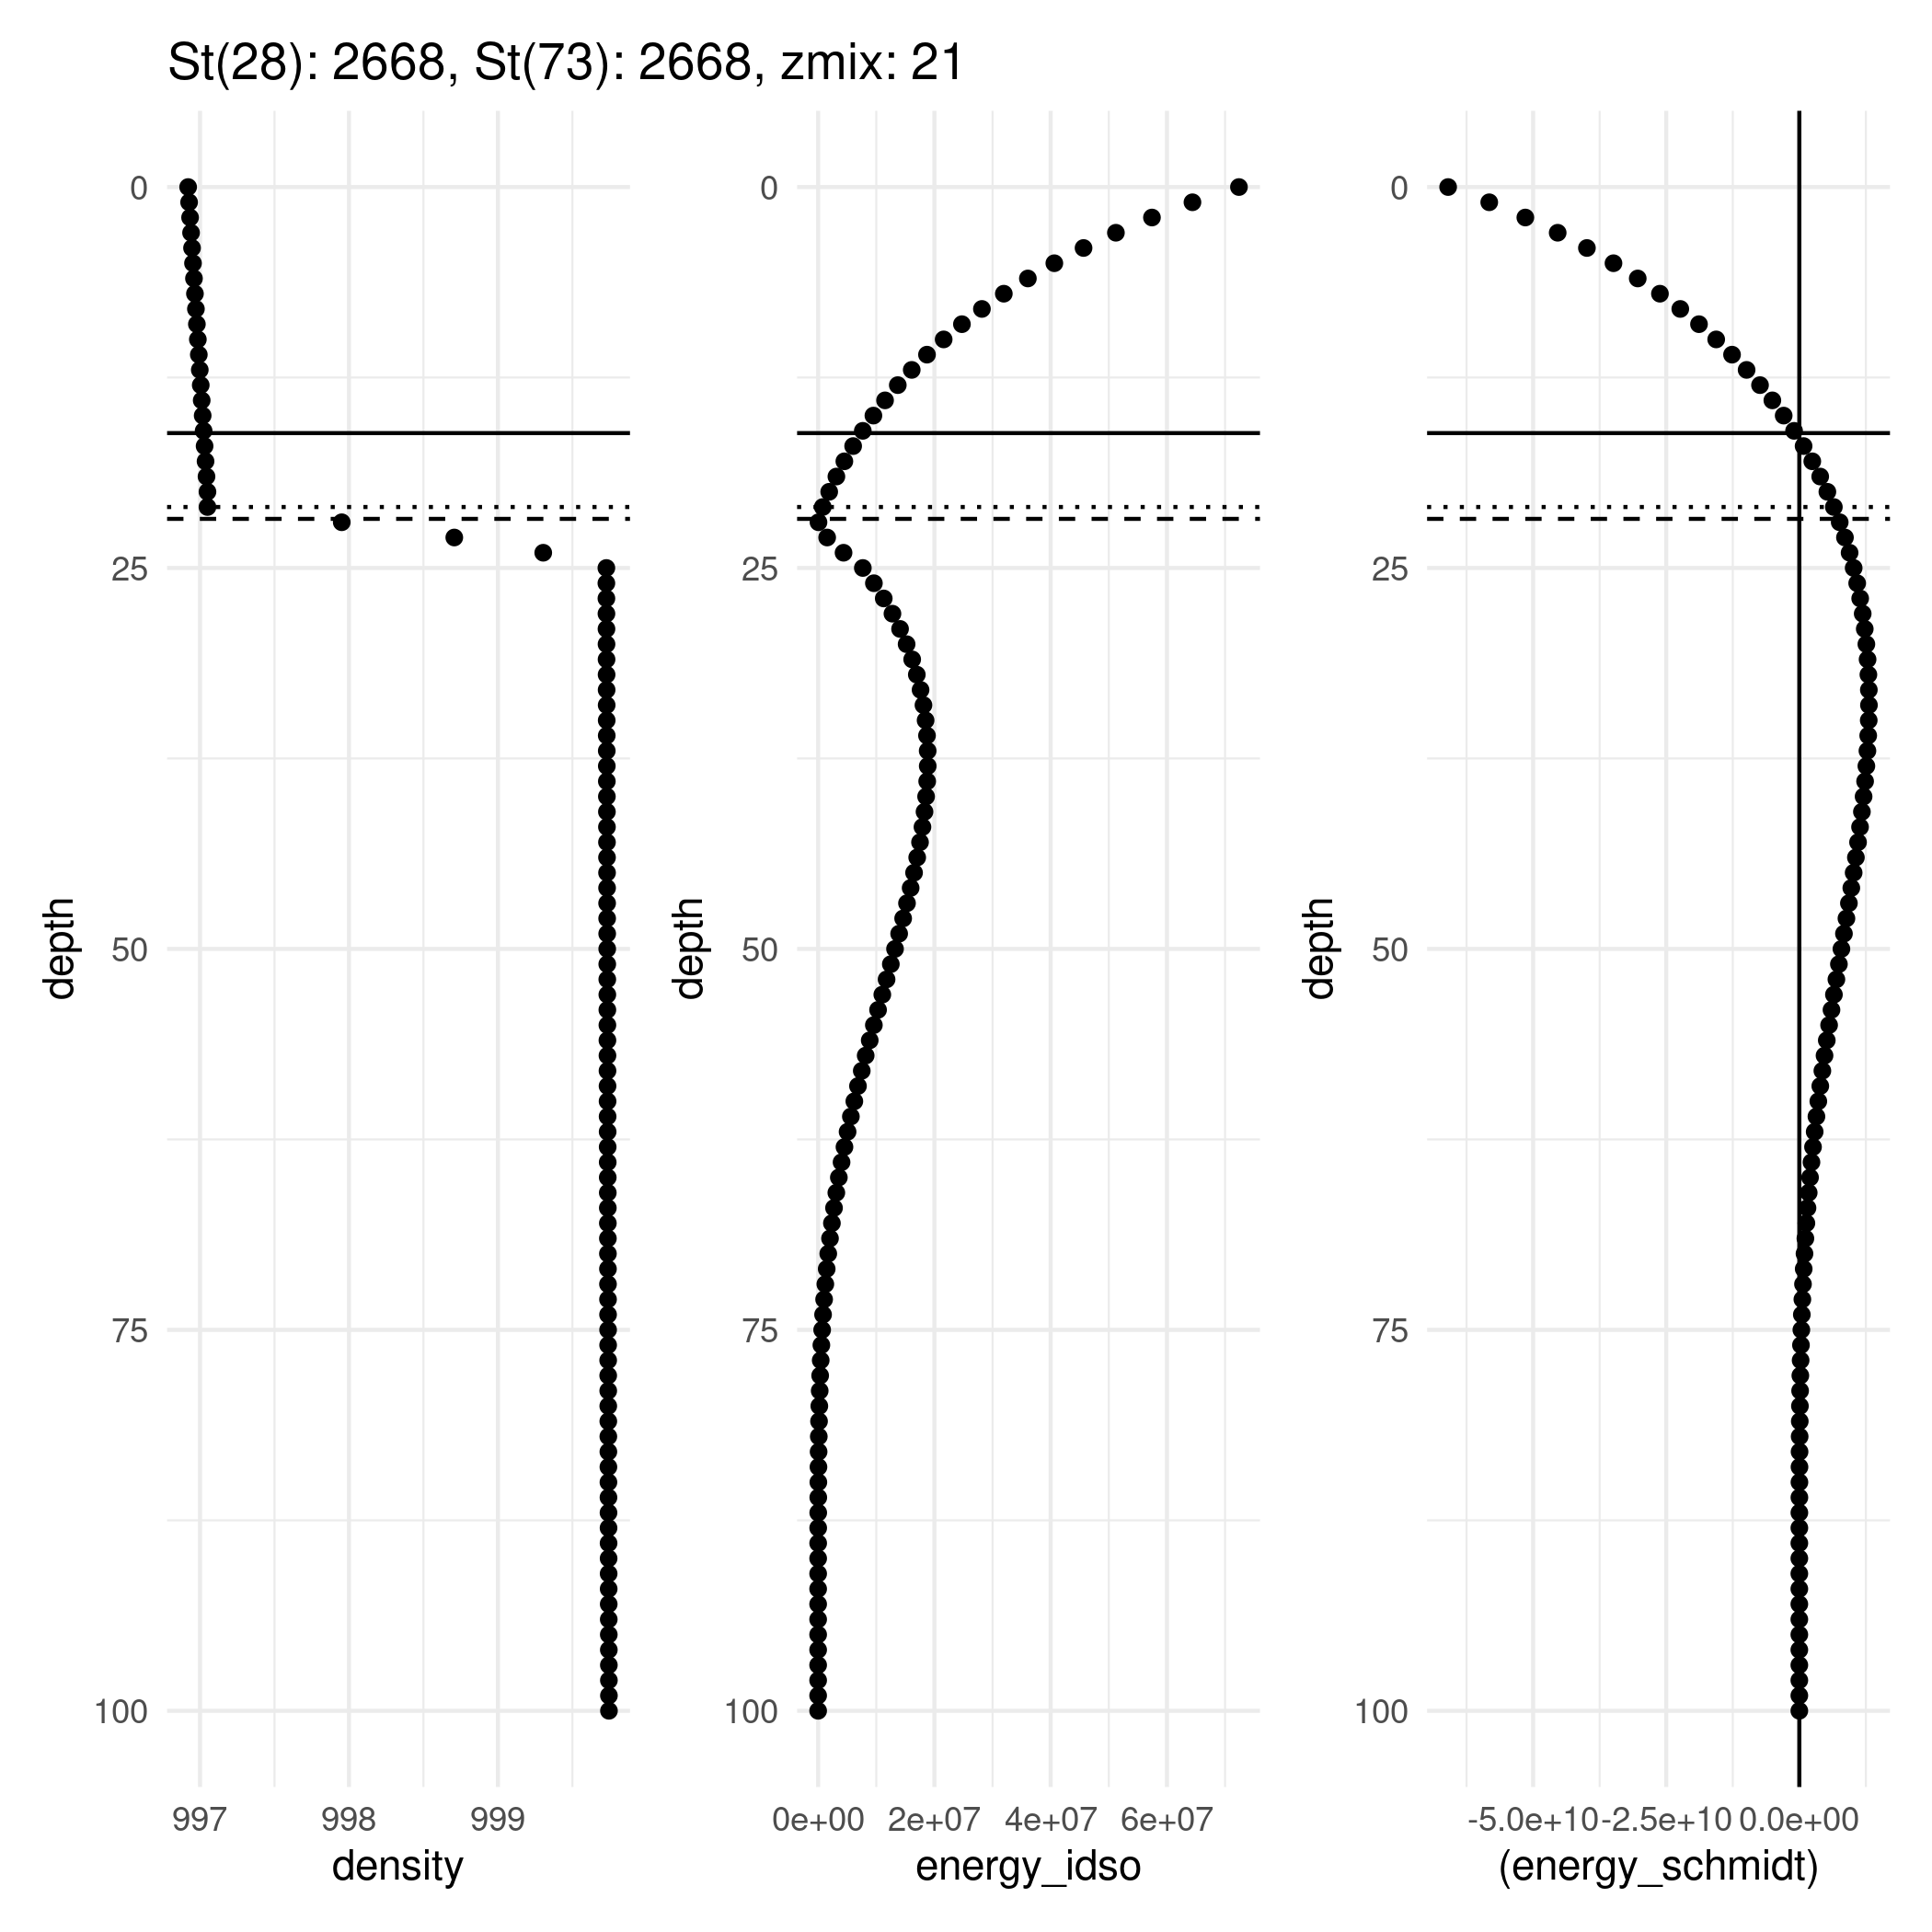 St(28): 2668, St(73): 2668, zmix: 21
0
25
50
75
100
depth
997 998 999
density
0
25
50
75
100
depth
0e+00 2e+07 4e+07 6e+07
energy_idso
0
25
50
75
100
depth
-5.0e+10 -2.5e+10 0.0e+00
(energy_schmidt)